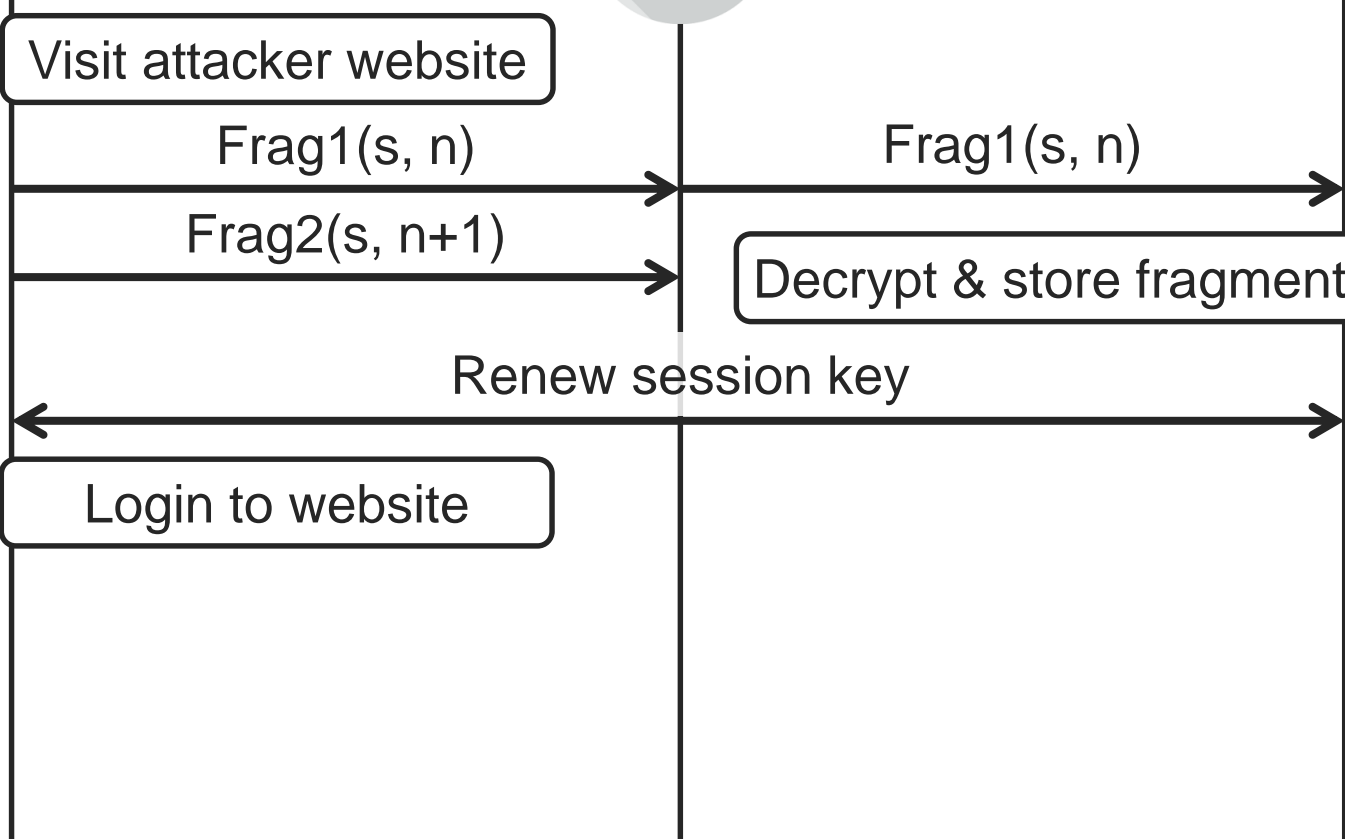 Visit attacker website
Frag1(s, n)
Frag1(s, n)
Frag2(s, n+1)
Decrypt & store fragment
Renew session key
Login to website